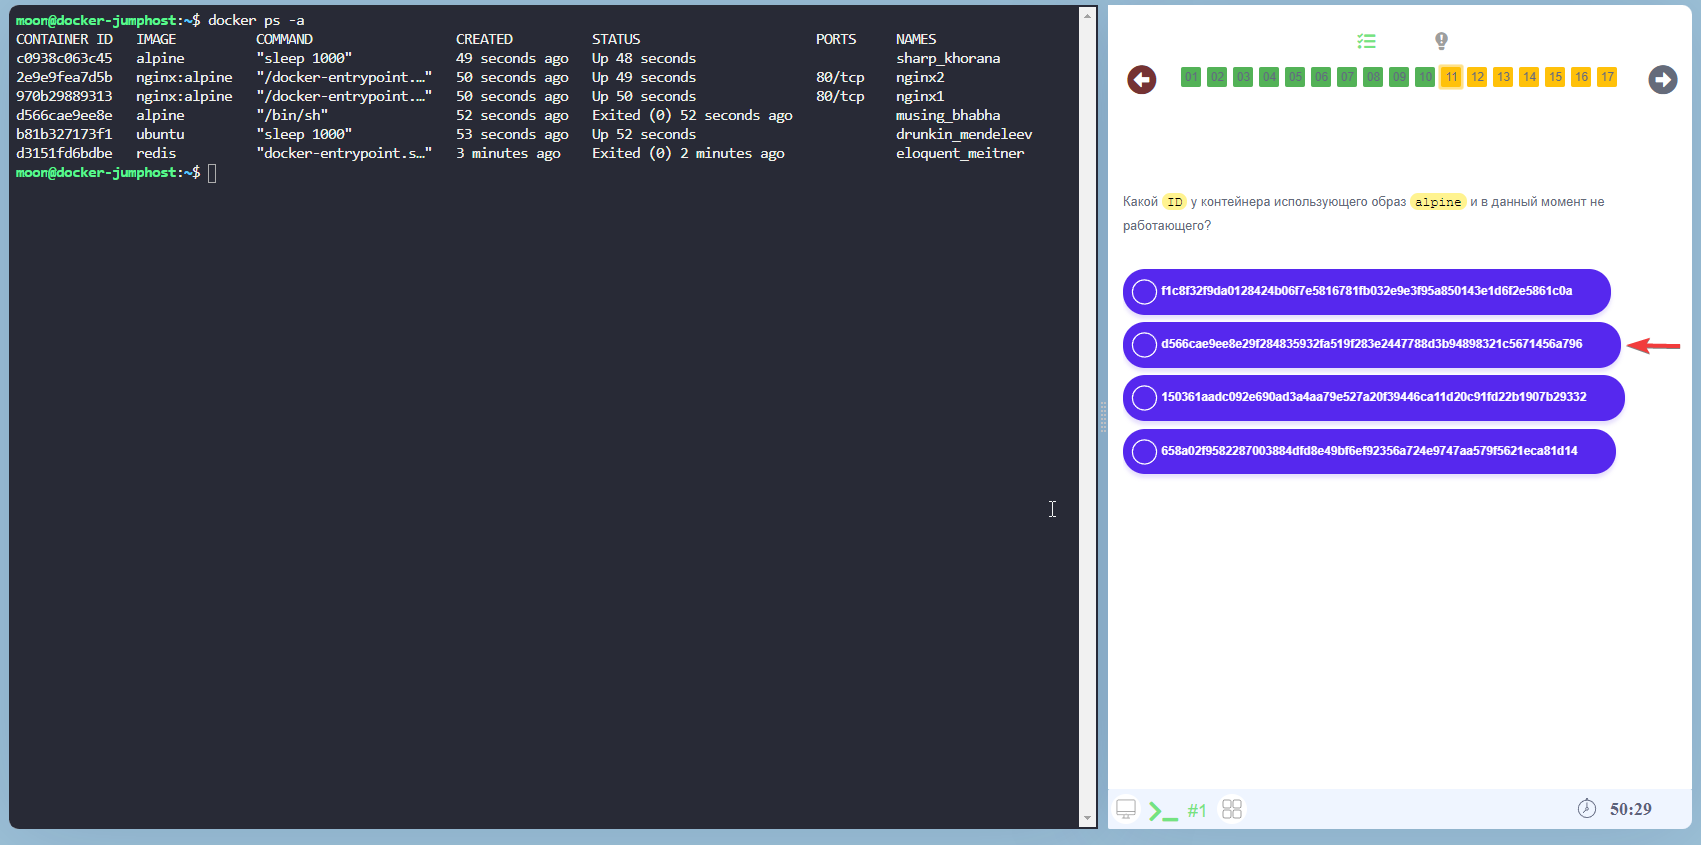 moon@docker-jumphost:~$ docker ps -a
CONTAINER ID   IMAGE          COMMAND                  CREATED          STATUS                      PORTS     NAMES
c0938c063c45   alpine         "sleep 1000"             49 seconds ago   Up 48 seconds                         sharp_khorana
2e9e9fea7d5b   nginx:alpine   "/docker-entrypoint.…"   50 seconds ago   Up 49 seconds               80/tcp    nginx2
970b29889313   nginx:alpine   "/docker-entrypoint.…"   50 seconds ago   Up 50 seconds               80/tcp    nginx1
d566cae9ee8e   alpine         "/bin/sh"                52 seconds ago   Exited (0) 52 seconds ago             musing_bhabha
b81b327173f1   ubuntu         "sleep 1000"             53 seconds ago   Up 52 seconds                         drunkin_mendeleev
d3151fd6bdbe   redis          "docker-entrypoint.s…"   3 minutes ago    Exited (0) 2 minutes ago              eloquent_meitner
moon@docker-jumphost:~$
01 02 03 04 05 06 07 08 09 10 11 12 13 14 15 16 17
Какой ID у контейнера использующего образ alpine и в данный момент не
работающего?
f1c8f32f9da0128424b06f7e5816781fb032e9e3f95a850143e1d6f2e5861c0a
d566cae9ee8e29f284835932fa519f283e2447788d3b94898321c5671456a796
150361aadc092e690ad3a4aa79e527a20f39446ca11d20c91fd22b1907b29332
658a02f9582287003884dfd8e49bf6ef92356a724e9747aa579f5621eca81d14
#1
50:29